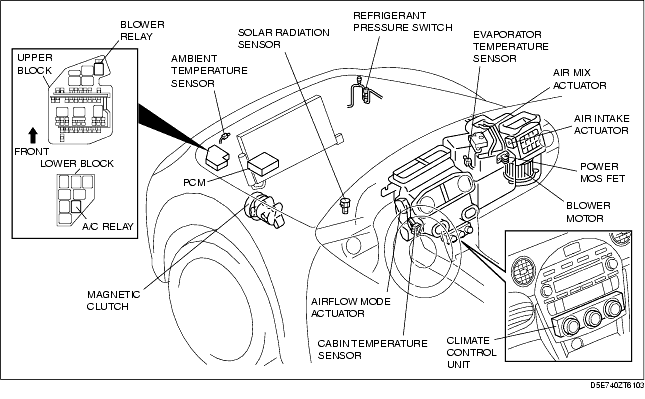 BLOWER
RELAY
UPPER
BLOCK
FRONT
LOWER BLOCK
A/C RELAY
AMBIENT
TEMPERATURE
SENSOR
SOLAR RADIATION
SENSOR
REFRIGERANT
PRESSURE SWITCH
EVAPORATOR
TEMPERATURE
SENSOR
AIR MIX
ACTUATOR
AIR INTAKE
ACTUATOR
POWER
MOS FET
BLOWER
MOTOR
PCM
MAGNETIC
CLUTCH
AIRFLOW MODE
ACTUATOR
CABIN TEMPERATURE
SENSOR
CLIMATE
CONTROL
UNIT
D5E740ZT6103